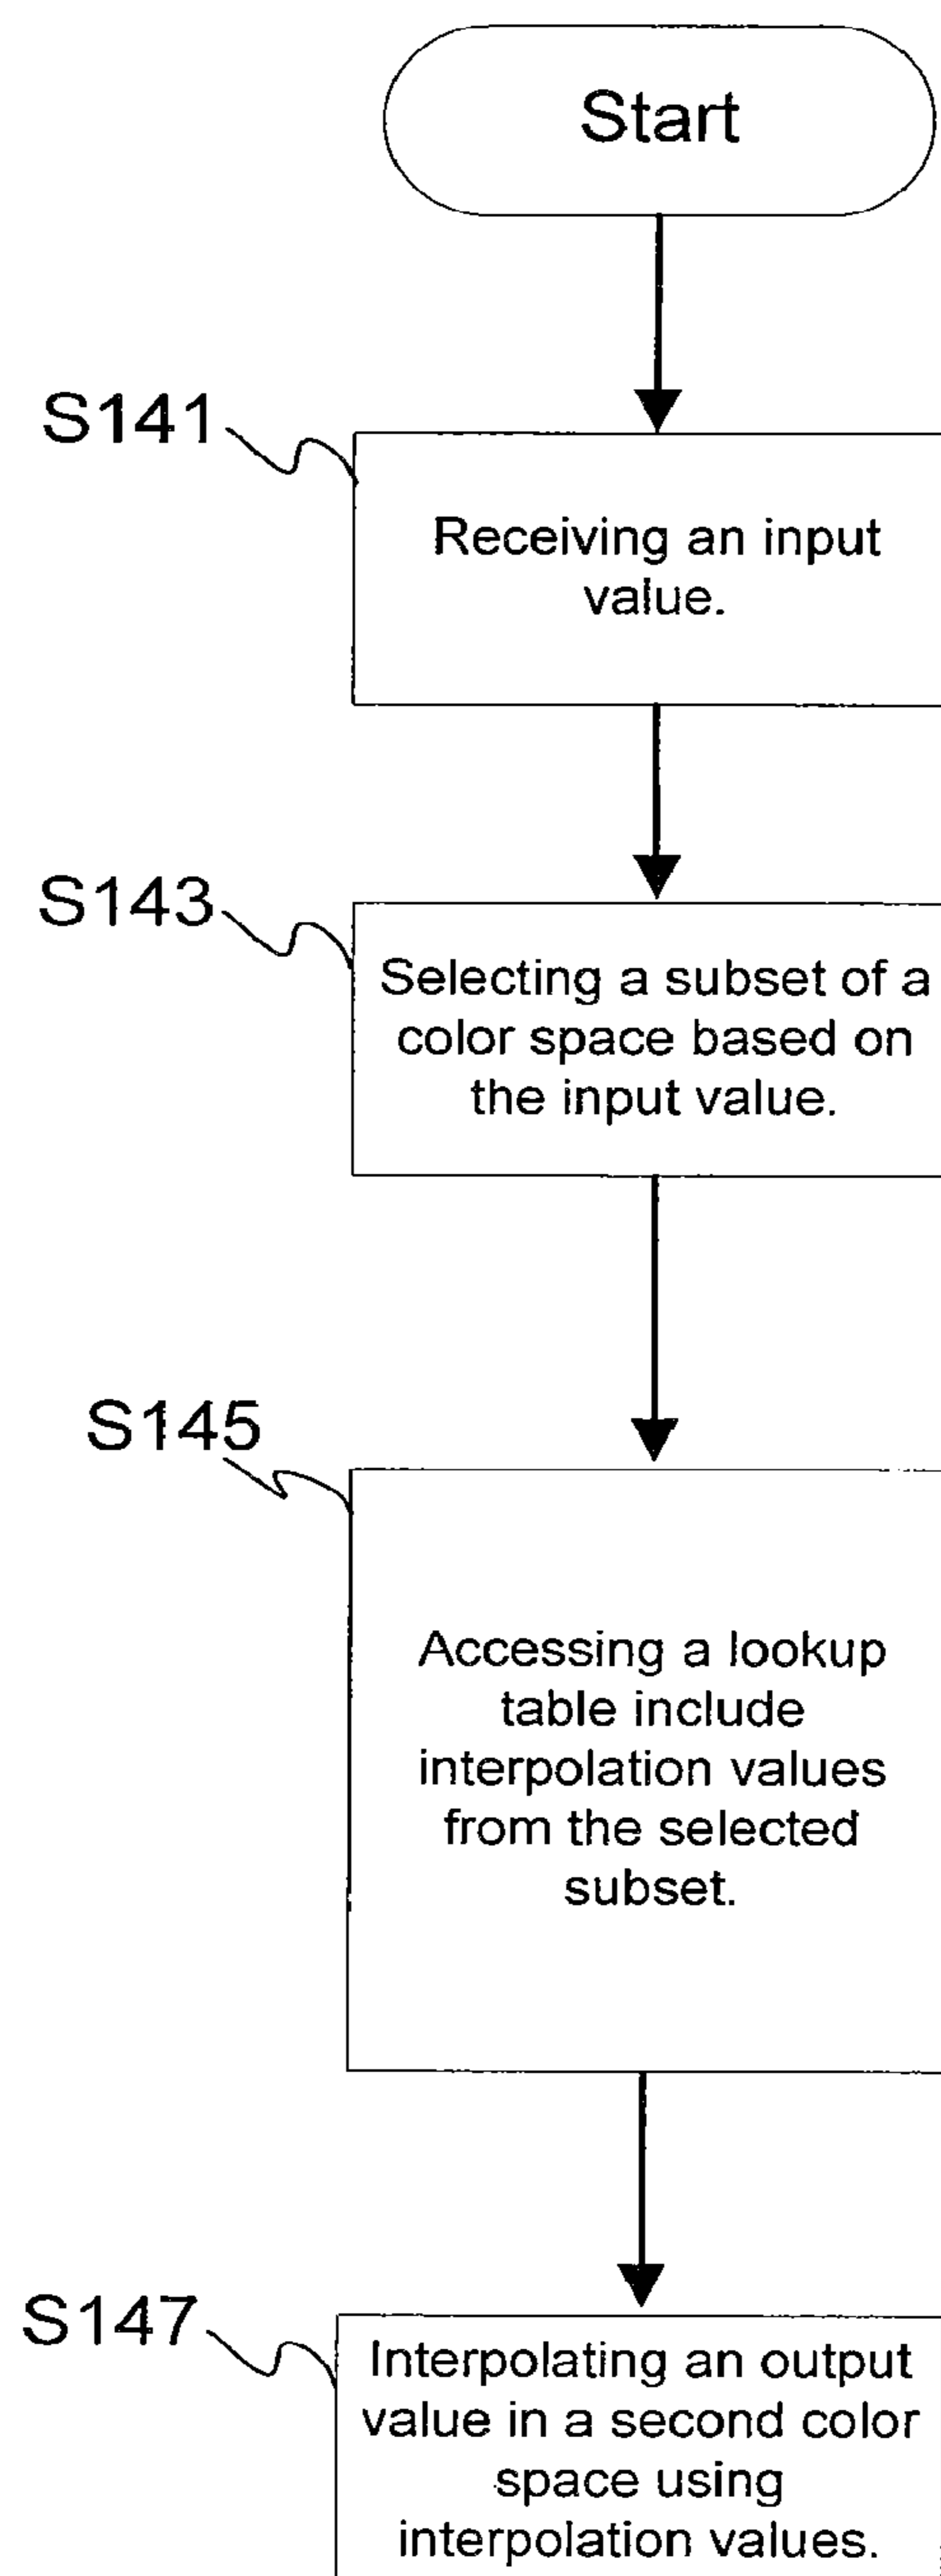 Start
S141
Receiving an input
value.
S143
Selecting a subset of a
color space based on
the input value.
S145
Accessing a lookup
table include
interpolation values
from the selected
subset.
S147
Interpolating an output
value in a second color
space using
interpolation values.